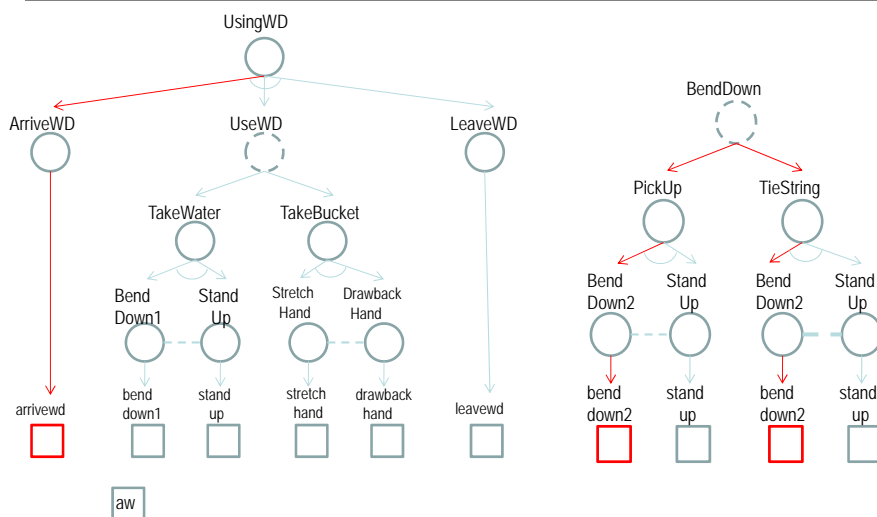 UsingWD
BendDown
ArriveWD
UseWD
LeaveWD
PickUp
TieString
TakeWater
TakeBucket
Bend
Down1
Stand
Up
Stretch
Hand
Drawback
Hand
Bend
Down2
Stand
Up
Bend
Down2
Stand
Up
arrivewd
bend
down1
stand
up
stretch
hand
drawback
hand
leavewd
bend
down2
stand
up
bend
down2
stand
up
aw